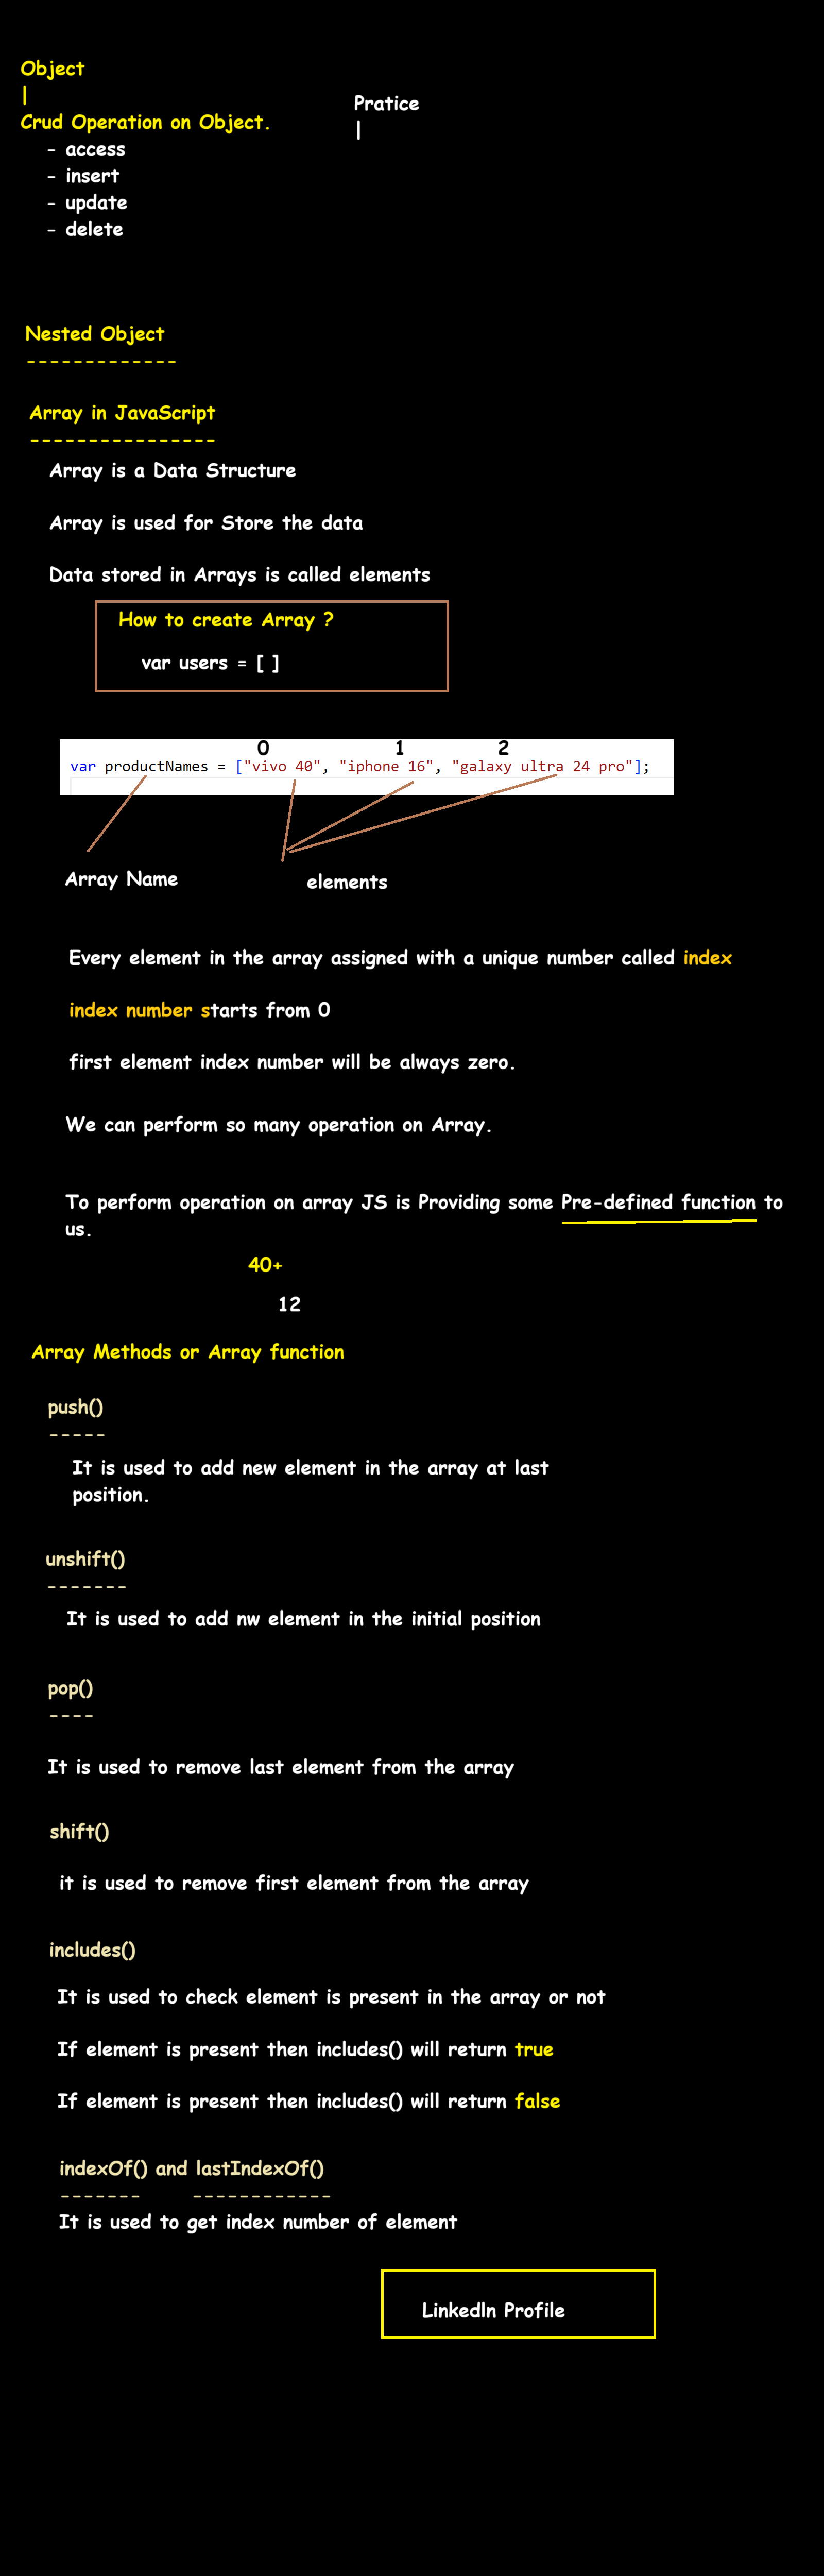 Object
|
Pratice
|
Crud Operation on Object.
- access
- insert
- update
- delete
Nested Object
-------------
Array in JavaScript
----------------
Array is a Data Structure
Array is used for Store the data
Data stored in Arrays is called elements
How to create Array ?
var users = [ ]
0 1 2
var productNames = ["vivo 40", "iphone 16", "galaxy ultra 24 pro"];
Array Name
elements
Every element in the array assigned with a unique number called index
index number starts from 0
first element index number will be always zero.
We can perform so many operation on Array.
To perform operation on array JS is Providing some Pre-defined function to
us.
40+
12
Array Methods or Array function
push()
-----
It is used to add new element in the array at last
position.
unshift()
-------
It is used to add nw element in the initial position
pop()
----
It is used to remove last element from the array
shift()
it is used to remove first element from the array
includes()
It is used to check element is present in the array or not
If element is present then includes() will return true
If element is present then includes() will return false
indexOf() and lastIndexOf()
------- ------------
It is used to get index number of element
LinkedIn Profile